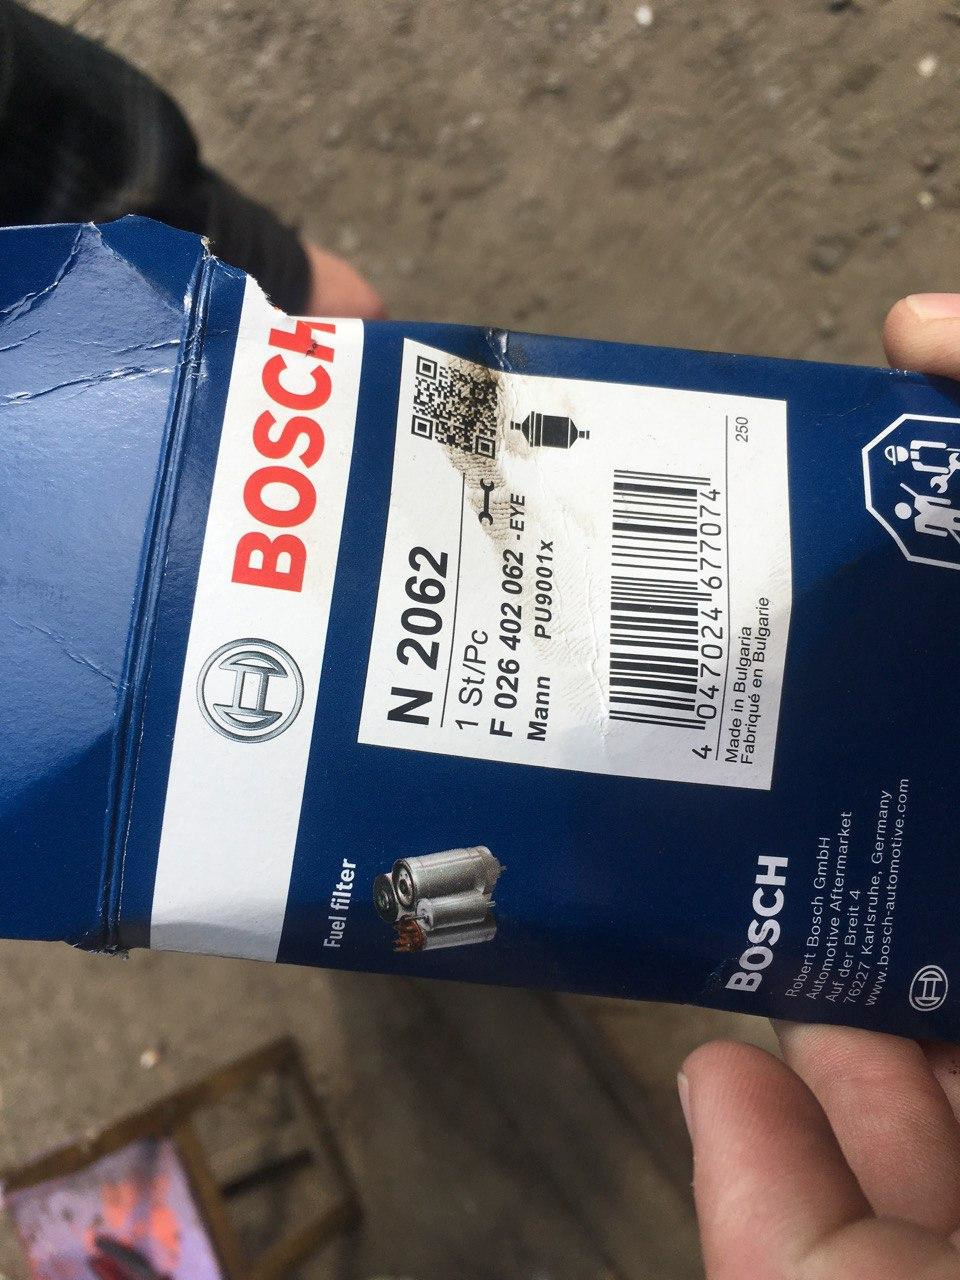 BOSCH
N 2062
1 St/Pc
F 026 402 062 -EYE
Mann PU9001x
4 047024 677074
250
Made in Bulgaria
Fabriqué en Bulgarie
Fuel filter
BOSCH
Robert Bosch GmbH
Automotive Aftermarket
Auf der Breit 4
76227 Karlsruhe, Germany
www.bosch-automotive.com